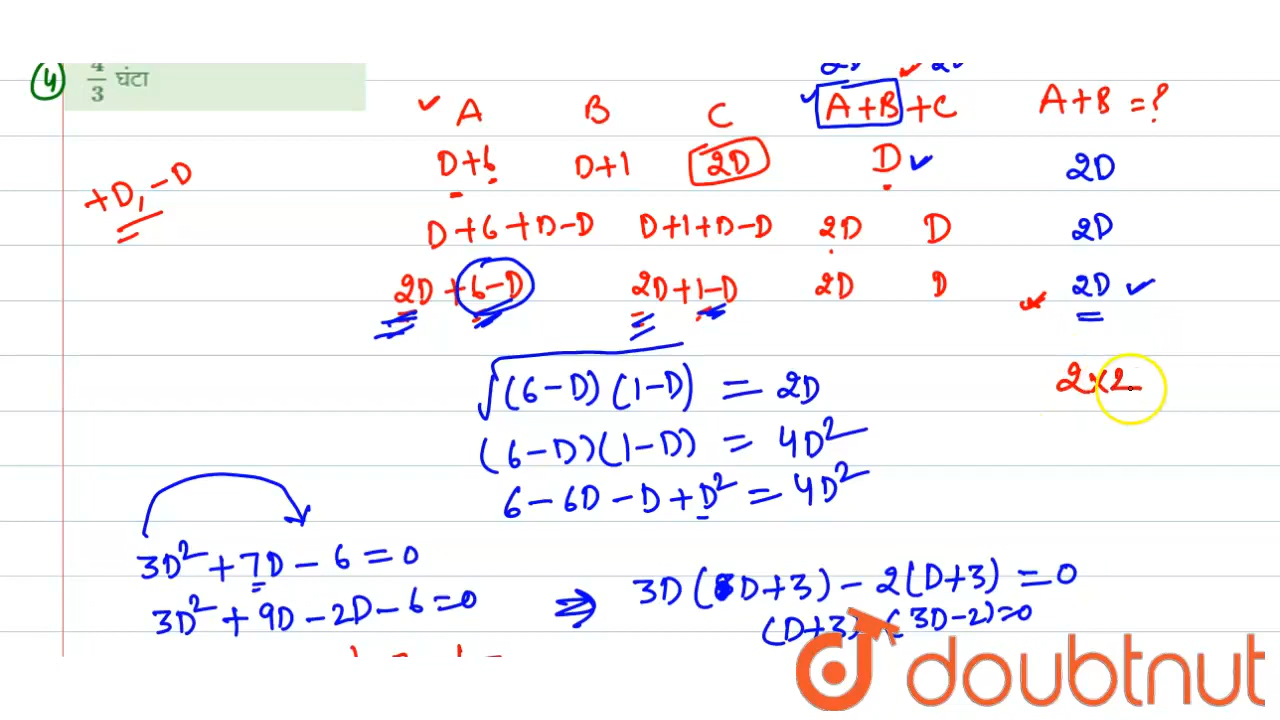 (4) 4/3 घंटा
A B C A+B +C A+B =?
D+6 D+1 2D D 2D
+D, -D
D+6+D-D D+1+D-D 2D D 2D
2D+6-D 2D+1-D 2D D 2D
√(6-D)(1-D) = 2D
2×2
(6-D)(1-D) = 4D²
6-6D-D+D² = 4D²
3D²+7D-6=0
3D²+9D-2D-6=0
⇒ 3D(D+3)-2(D+3)=0
(D+3) (3D-2)=0
doubtnut